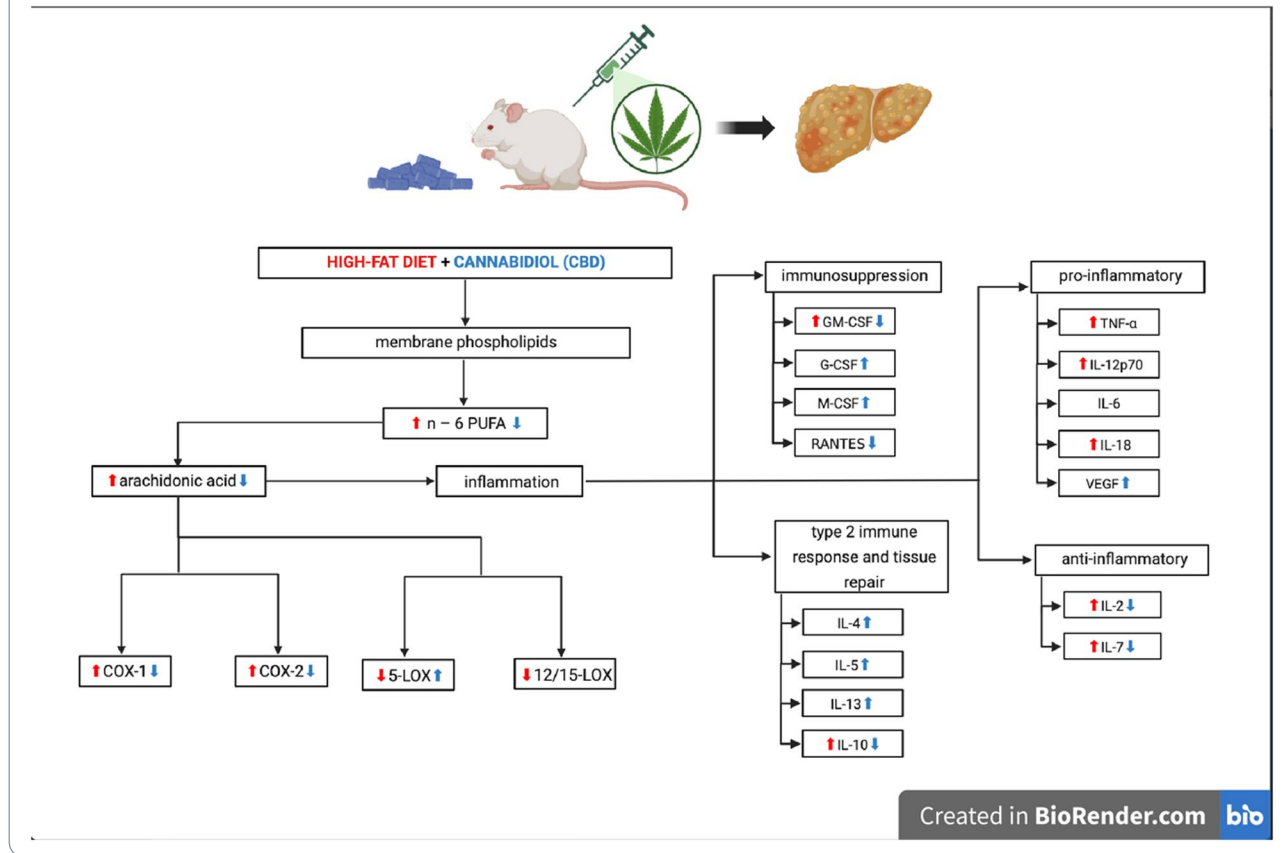 HIGH-FAT DIET + CANNABIDIOL (CBD)
membrane phospholipids
↑ n – 6 PUFA ↓
↑arachidonic acid↓
inflammation
↑COX-1↓
↑COX-2↓
↓5-LOX↑
↓12/15-LOX
immunosuppression
↑GM-CSF↓
G-CSF↑
M-CSF↑
RANTES↓
type 2 immune
response and tissue
repair
IL-4↑
IL-5↑
IL-13↑
↑IL-10↓
pro-inflammatory
↑TNF-α
↑IL-12p70
IL-6
↑IL-18
VEGF↑
anti-inflammatory
↑IL-2↓
↑IL-7↓
Created in BioRender.com bio